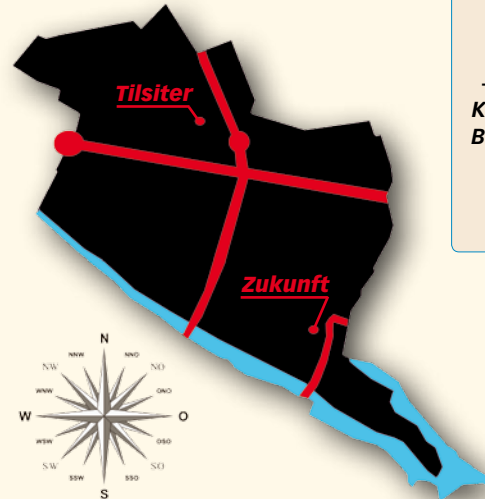 K
B
Tilsiter
Zukunft
N
NNW NNO
NW NO
WNW ONO
W O
WSW OSO
SW SO
SSW SSO
S